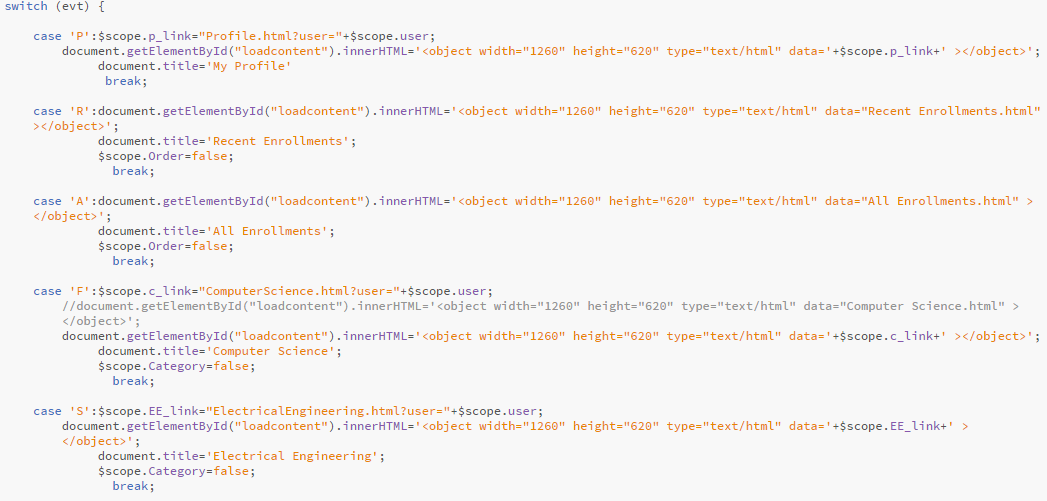 switch (evt) {
case 'P':$scope.p_link="Profile.html?user="+$scope.user;
document.getElementById("loadcontent").innerHTML='<object width="1260" height="620" type="text/html" data='+$scope.p_link+' ></object>';
document.title='My Profile'
break;
case 'R':document.getElementById("loadcontent").innerHTML='<object width="1260" height="620" type="text/html" data="Recent Enrollments.html"
></object>';
document.title='Recent Enrollments';
$scope.Order=false;
break;
case 'A':document.getElementById("loadcontent").innerHTML='<object width="1260" height="620" type="text/html" data="All Enrollments.html" >
</object>';
document.title='All Enrollments';
$scope.Order=false;
break;
case 'F':$scope.c_link="ComputerScience.html?user="+$scope.user;
//document.getElementById("loadcontent").innerHTML='<object width="1260" height="620" type="text/html" data="Computer Science.html" >
</object>';
document.getElementById("loadcontent").innerHTML='<object width="1260" height="620" type="text/html" data='+$scope.c_link+' ></object>';
document.title='Computer Science';
$scope.Category=false;
break;
case 'S':$scope.EE_link="ElectricalEngineering.html?user="+$scope.user;
document.getElementById("loadcontent").innerHTML='<object width="1260" height="620" type="text/html" data='+$scope.EE_link+' >
</object>';
document.title='Electrical Engineering';
$scope.Category=false;
break;